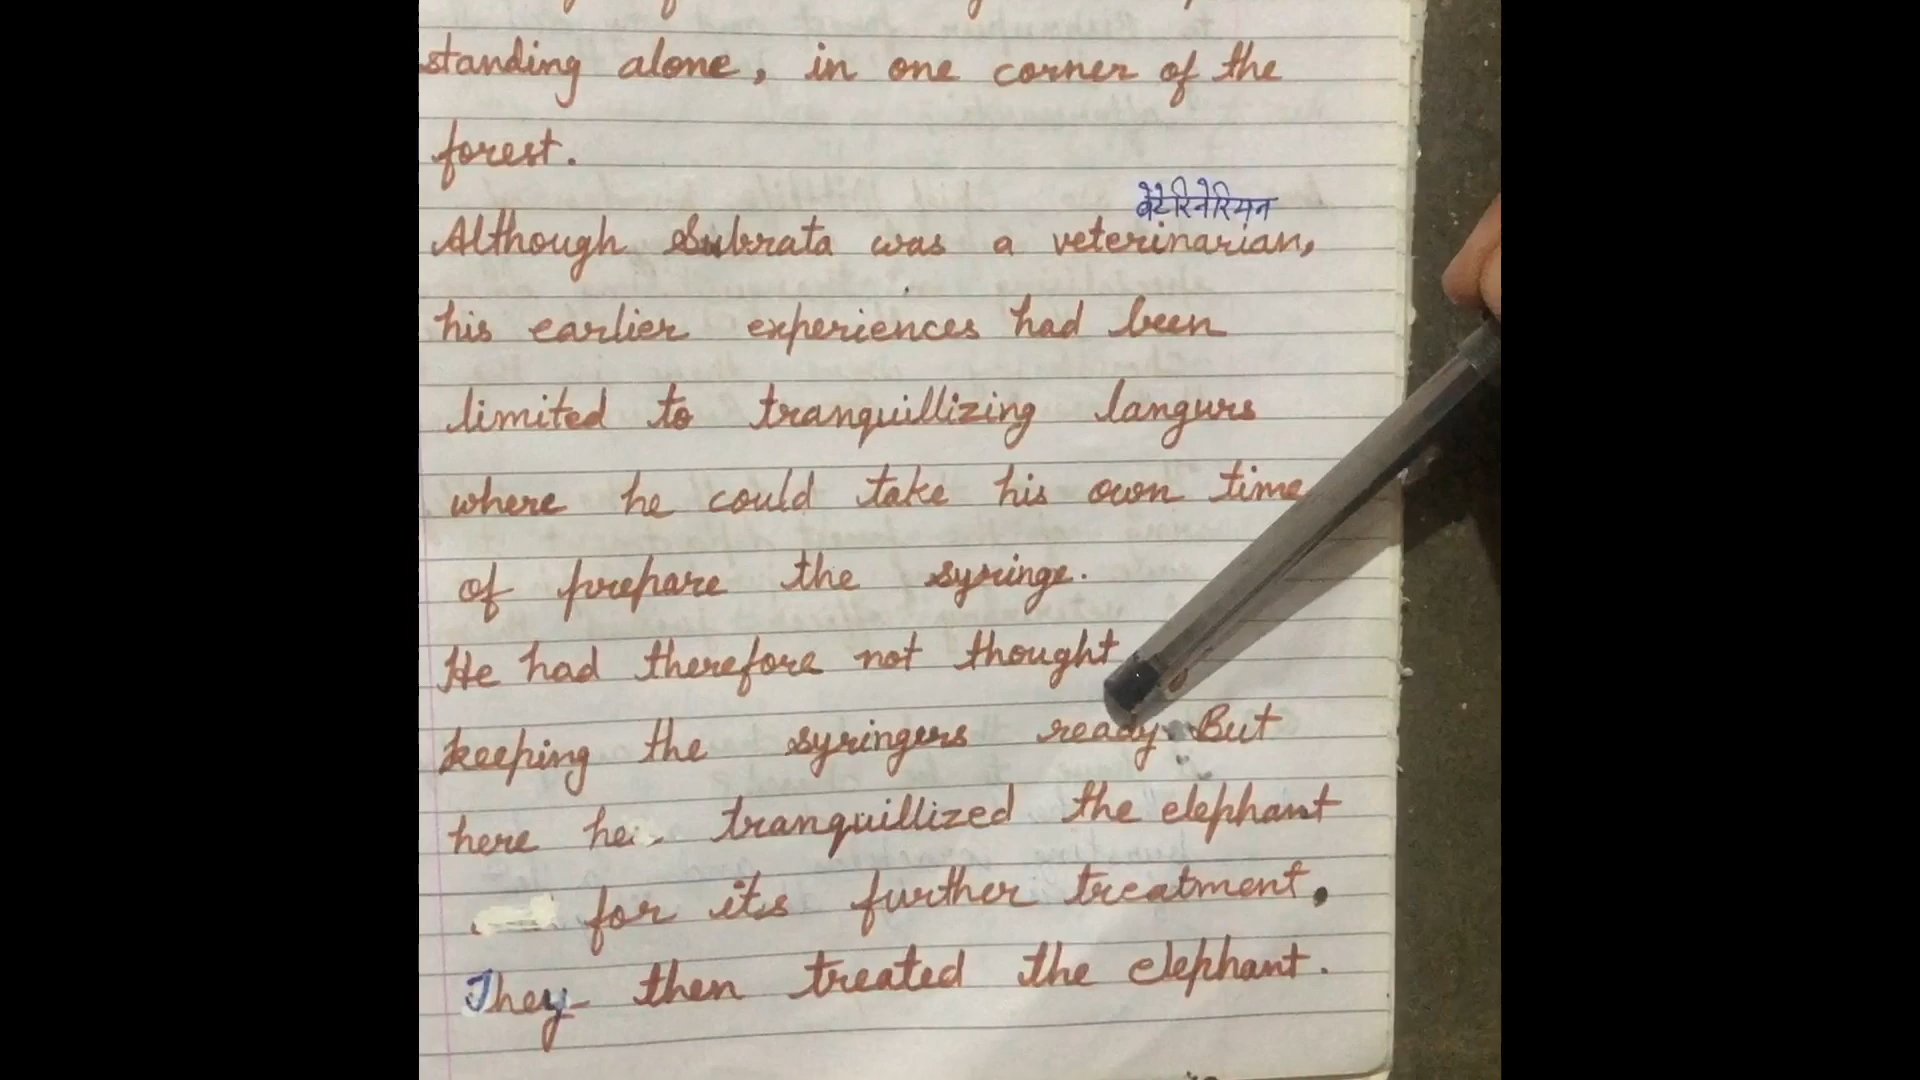 standing alone, in one corner of the
forest.
वेटेरिनेरियन
Although Subrata was a veterinarian,
his earlier experiences had been
limited to tranquillizing langurs
where he could take his own time
of prepare the syringe.
He had therefore not thought
keeping the syringers ready. But
here he tranquillized the elephant
for its further treatment.
They then treated the elephant.